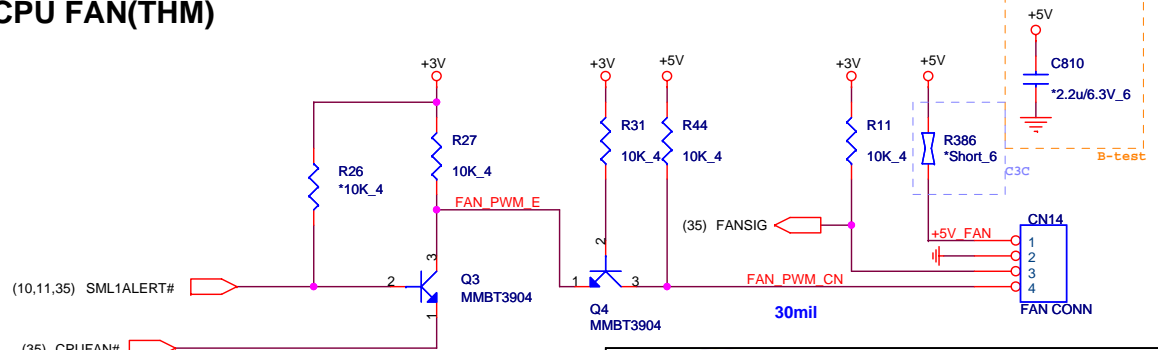 CPU FAN(THM)
+5V
C810
*2.2u/6.3V_6
B-test
+3V
+3V
+5V
+3V
+5V
R26
*10K_4
R27
10K_4
R31
10K_4
R44
10K_4
R11
10K_4
R386
*Short_6
C3C
FAN_PWM_E
(35) FANSIG
+5V_FAN
CN14
1
2
3
4
FAN CONN
(10,11,35) SML1ALERT#
2
3
1
Q3
MMBT3904
2
1
3
Q4
MMBT3904
FAN_PWM_CN
30mil
(35) CPUFAN#